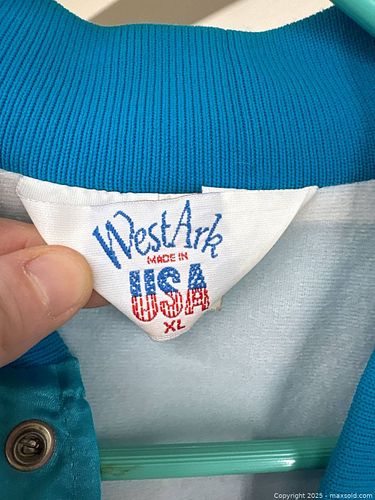 WestArk
MADE IN
USA
XL
Copyright 2025 - maxsold.com